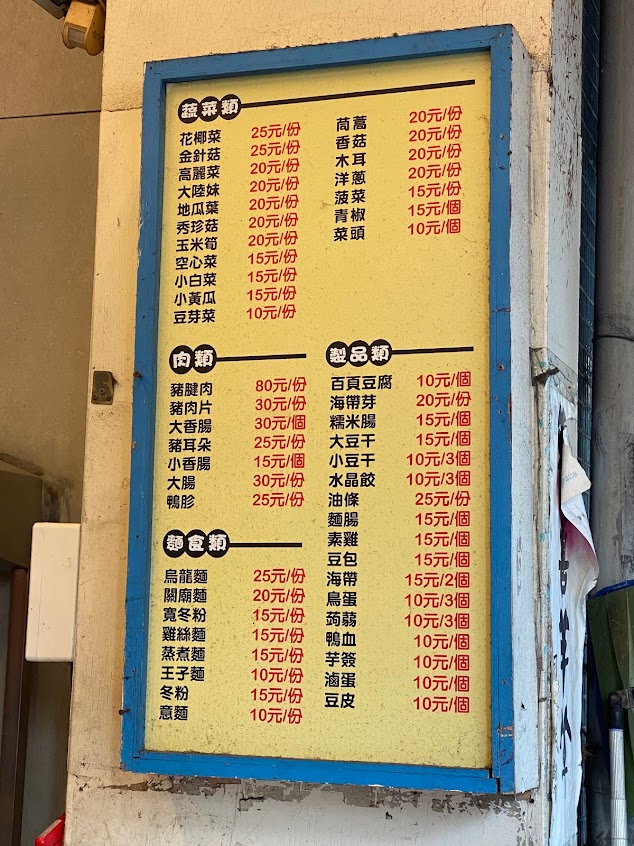 蔬菜類
花椰菜 25元/份
金針菇 25元/份
高麗菜 20元/份
大陸妹 20元/份
地瓜葉 20元/份
秀珍菇 20元/份
玉米筍 20元/份
空心菜 15元/份
小白菜 15元/份
小黃瓜 15元/份
豆芽菜 10元/份
茼蒿 20元/份
香菇 20元/份
木耳 20元/份
洋蔥 20元/份
菠菜 15元/份
青椒 15元/個
菜頭 10元/個
肉類
豬腱肉 80元/份
豬肉片 30元/份
大香腸 30元/個
豬耳朵 25元/份
小香腸 15元/個
大腸 30元/份
鴨胗 25元/份
麵食類
烏龍麵 25元/份
關廟麵 20元/份
寬冬粉 15元/份
雞絲麵 15元/份
蒸煮麵 15元/份
王子麵 10元/份
冬粉 15元/份
意麵 10元/份
製品類
百頁豆腐 10元/個
海帶芽 20元/份
糯米腸 15元/個
大豆干 15元/個
小豆干 10元/3個
水晶餃 10元/3個
油條 25元/份
麵腸 15元/個
素雞 15元/個
豆包 15元/個
海帶 15元/2個
鳥蛋 10元/3個
蒟蒻 10元/3個
鴨血 10元/個
芋簽 10元/個
滷蛋 10元/個
豆皮 10元/個